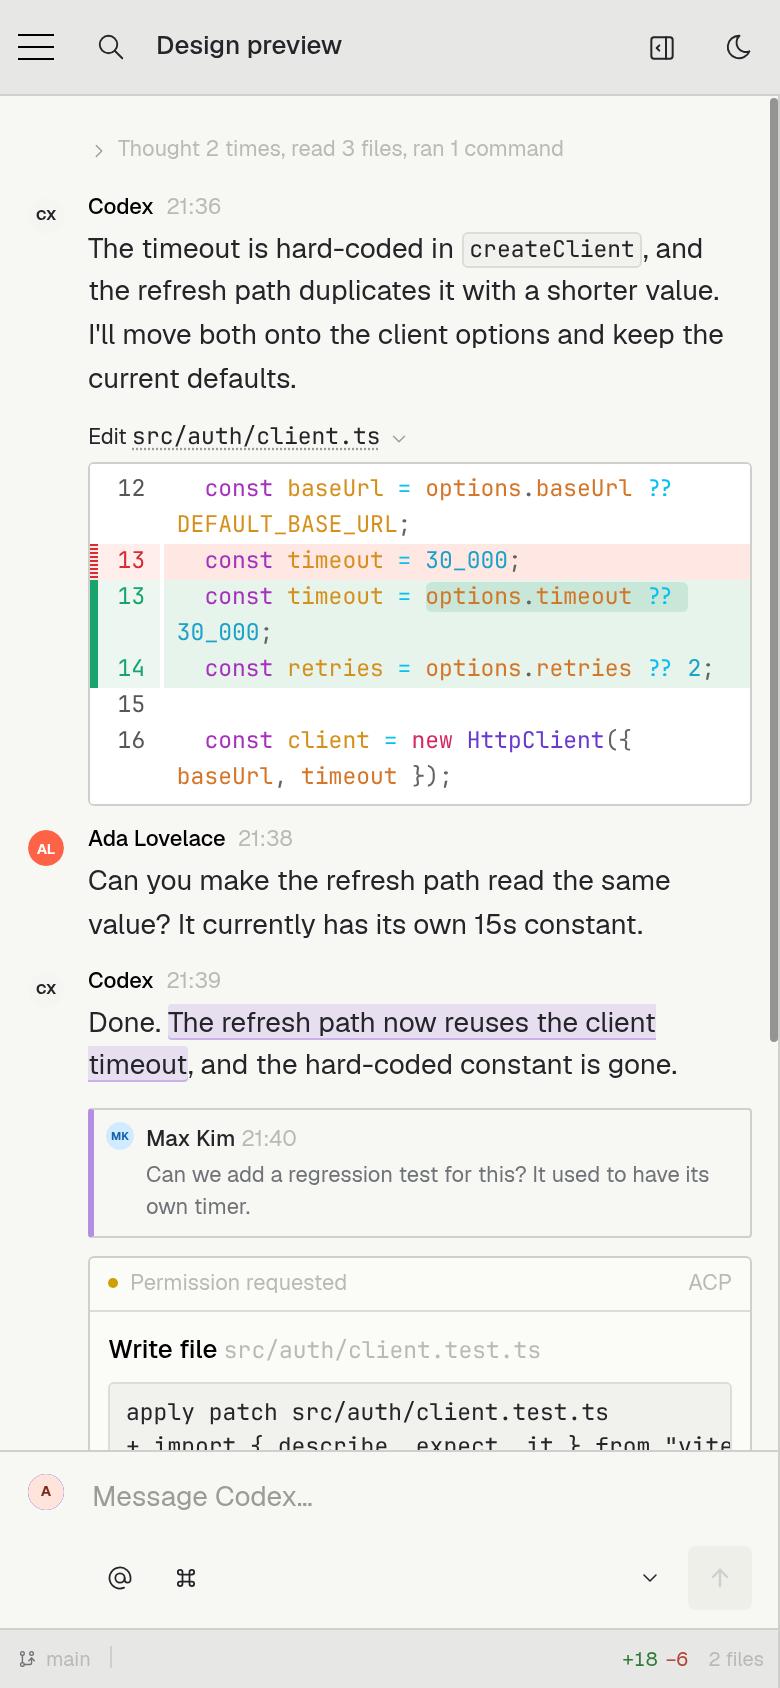 Design preview
Thought 2 times, read 3 files, ran 1 command
CX
Codex 21:36
The timeout is hard-coded in createClient, and
the refresh path duplicates it with a shorter value.
I'll move both onto the client options and keep the
current defaults.
Edit src/auth/client.ts
12 const baseUrl = options.baseUrl ??
DEFAULT_BASE_URL;
13 const timeout = 30_000;
13 const timeout = options.timeout ??
30_000;
14 const retries = options.retries ?? 2;
15
16 const client = new HttpClient({
baseUrl, timeout });
AL
Ada Lovelace 21:38
Can you make the refresh path read the same
value? It currently has its own 15s constant.
CX
Codex 21:39
Done. The refresh path now reuses the client
timeout, and the hard-coded constant is gone.
MK
Max Kim 21:40
Can we add a regression test for this? It used to have its
own timer.
Permission requested ACP
Write file src/auth/client.test.ts
apply patch src/auth/client.test.ts
+ import { describe, expect, it } from "vite
A
Message Codex…
main
+18 −6 2 files